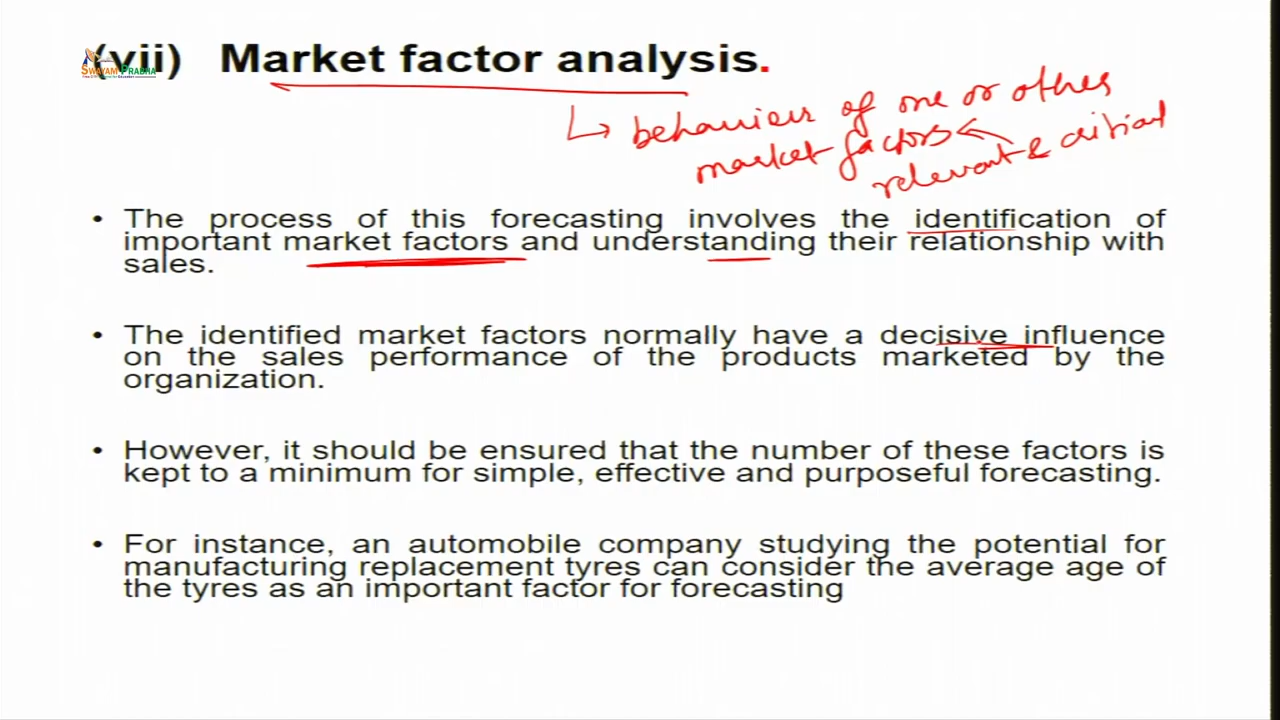 (vii) Market factor analysis.
SWAYAM PRABHA
behaviour of one or other
market factors
relevant & critical
• The process of this forecasting involves the identification of
important market factors and understanding their relationship with
sales.
• The identified market factors normally have a decisive influence
on the sales performance of the products marketed by the
organization.
• However, it should be ensured that the number of these factors is
kept to a minimum for simple, effective and purposeful forecasting.
• For instance, an automobile company studying the potential for
manufacturing replacement tyres can consider the average age of
the tyres as an important factor for forecasting